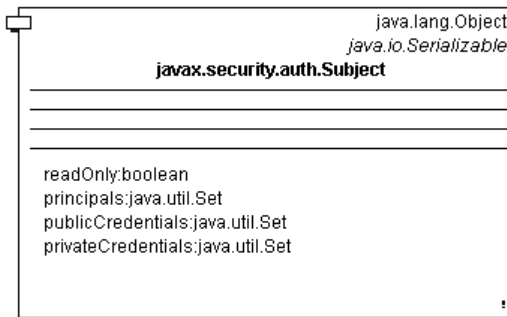 java.lang.Object
java.io.Serializable
javax.security.auth.Subject
readOnly:boolean
principals:java.util.Set
publicCredentials:java.util.Set
privateCredentials:java.util.Set
!